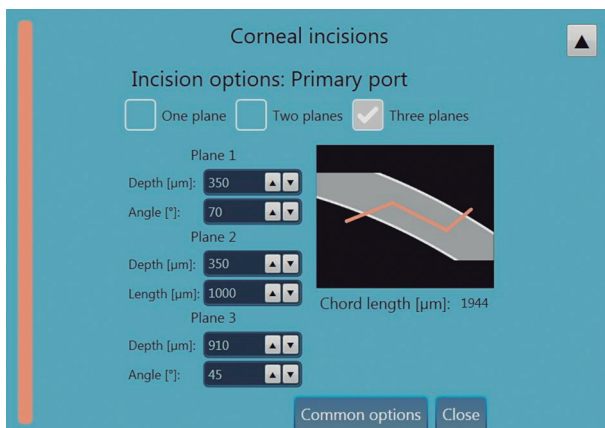 Corneal incisions
Incision options: Primary port
One plane Two planes Three planes
Plane 1
Depth [µm]: 350
Angle [°]: 70
Plane 2
Depth [µm]: 350
Length [µm]: 1000
Chord length [µm]: 1944
Plane 3
Depth [µm]: 910
Angle [°]: 45
Common options Close